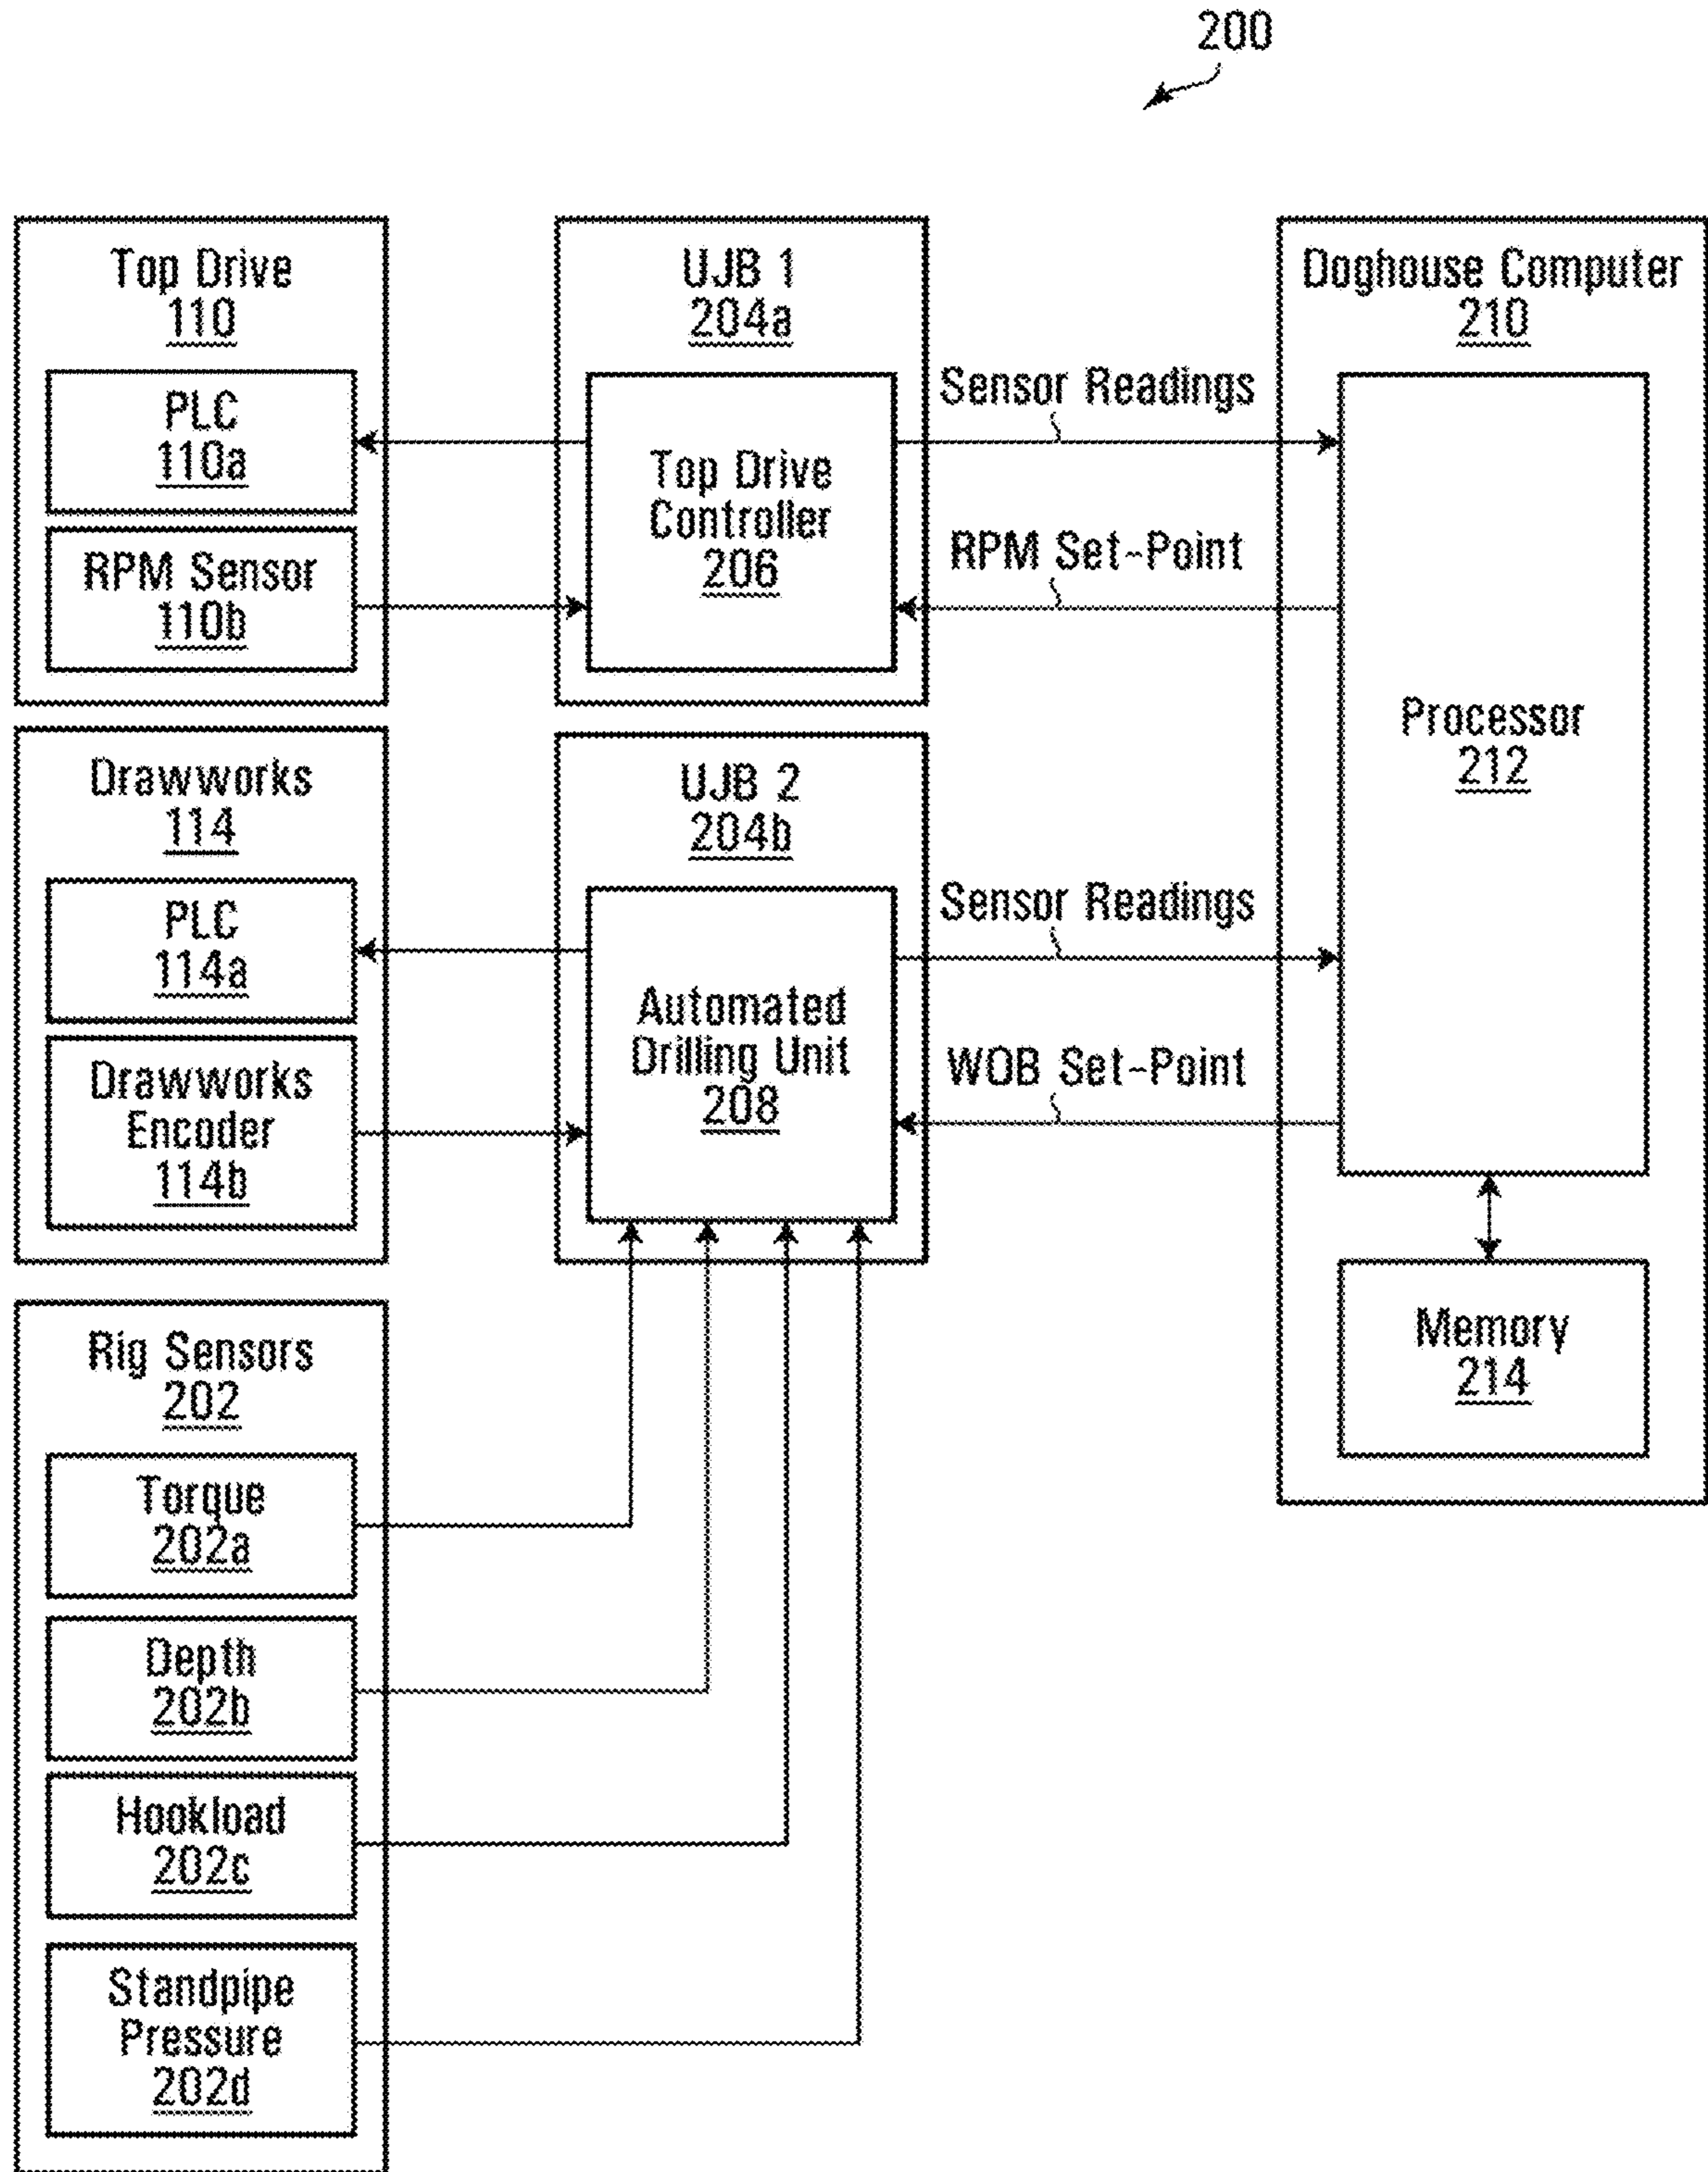 200
Top Drive
110
PLC
110a
RPM Sensor
110b
UJB 1
204a
Top Drive
Controller
206
Sensor Readings
RPM Set-Point
Doghouse Computer
210
Processor
212
Memory
214
Drawworks
114
PLC
114a
Drawworks
Encoder
114b
UJB 2
204b
Automated
Drilling Unit
208
Sensor Readings
WOB Set-Point
Rig Sensors
202
Torque
202a
Depth
202b
Hookload
202c
Standpipe
Pressure
202d